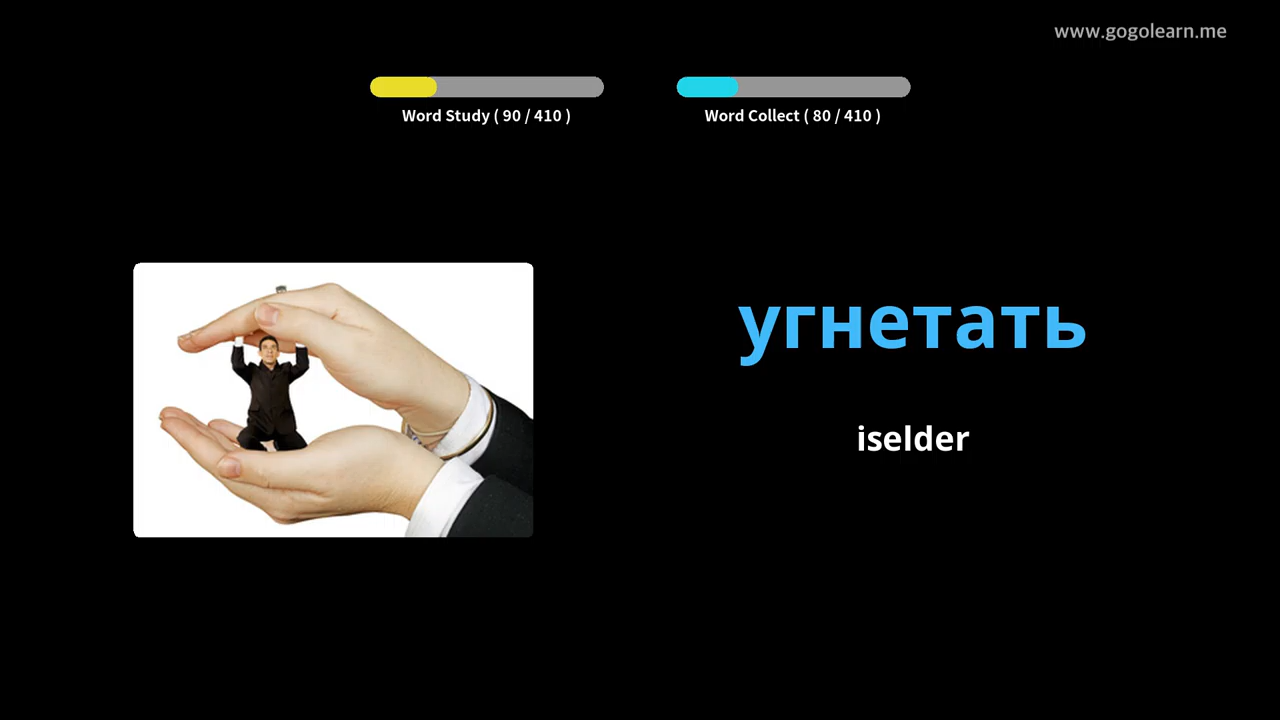 www.gogolearn.me
Word Study ( 90 / 410 )
Word Collect ( 80 / 410 )
угнетать
iselder